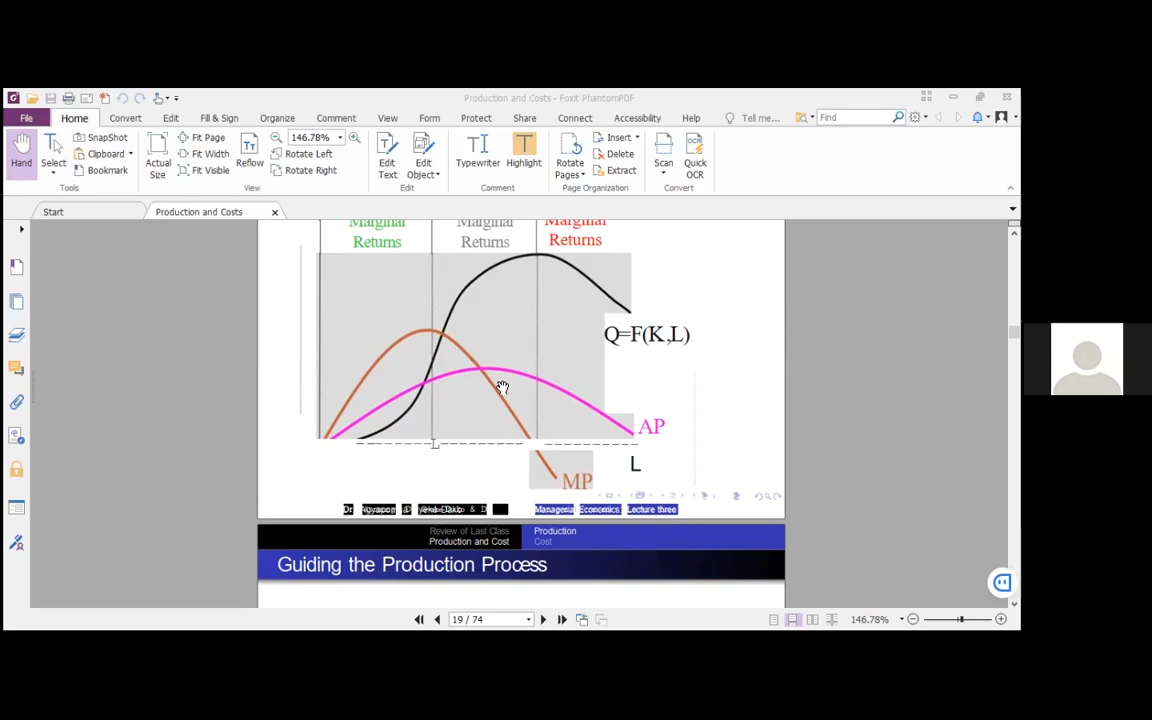 Production and Costs - Foxit PhantomPDF
File Home Convert Edit Fill & Sign Organize Comment View Form Protect Share Connect Accessibility Help Tell me... Find
Hand Select SnapShot Clipboard Bookmark Actual Size Fit Page Fit Width Fit Visible Reflow 146.78% Rotate Left Rotate Right Edit Text Edit Object Typewriter Highlight Rotate Pages Insert Delete Extract Scan Quick OCR
Tools View Edit Comment Page Organization Convert
Start Production and Costs
Marginal Marginal Marginal
Returns Returns Returns
Q=F(K,L)
AP
L
MP
Dr. & D
Managerial Economics: Lecture three
Review of Last Class Production
Production and Cost Cost
Guiding the Production Process
19 / 74 146.78%